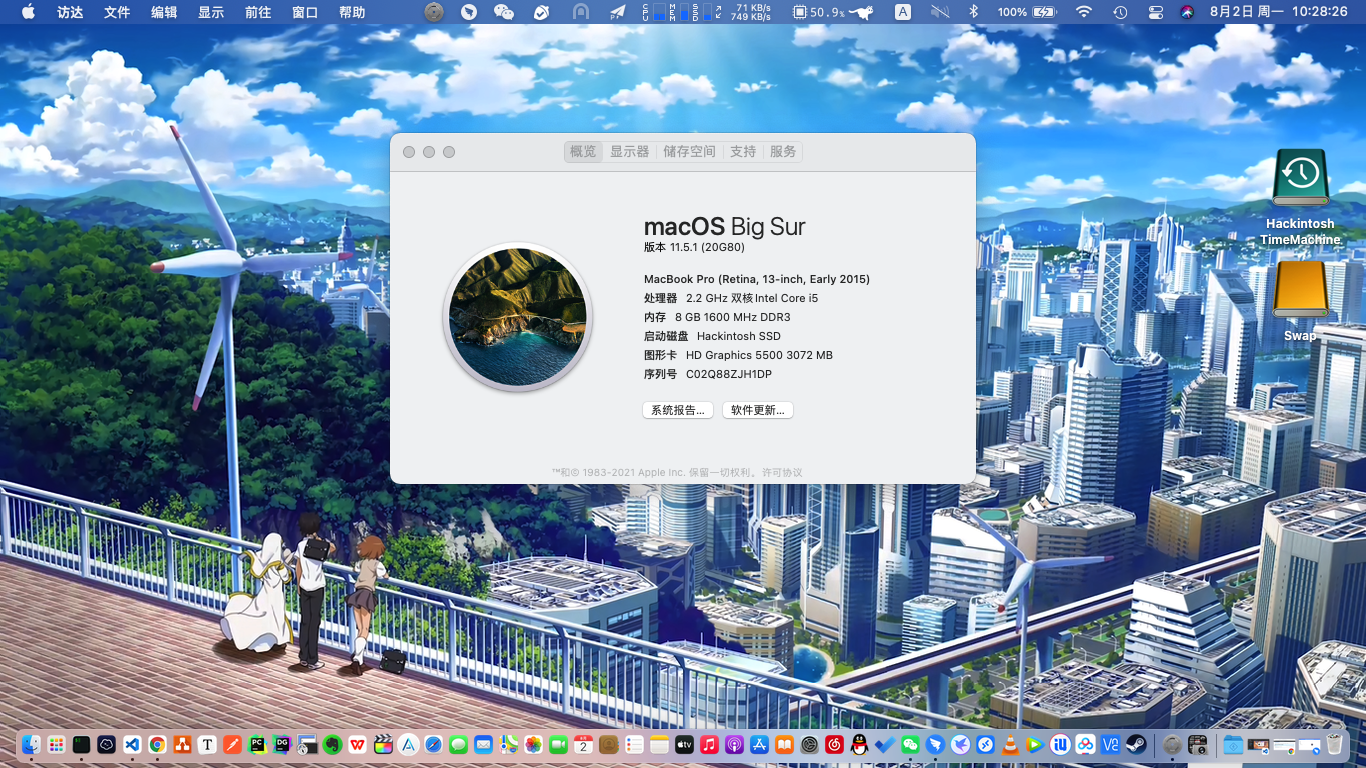 访达 文件 编辑 显示 前往 窗口 帮助 71 KB/s 749 KB/s 50.9% A 100% 8月2日 周一 10:28:26
概览 显示器 储存空间 支持 服务
macOS Big Sur
版本 11.5.1 (20G80)
MacBook Pro (Retina, 13-inch, Early 2015)
处理器 2.2 GHz 双核Intel Core i5
内存 8 GB 1600 MHz DDR3
启动磁盘 Hackintosh SSD
图形卡 HD Graphics 5500 3072 MB
序列号 C02Q88ZJH1DP
系统报告... 软件更新...
™和© 1983-2021 Apple Inc. 保留一切权利。许可协议
Hackintosh
TimeMachine
Swap
T PC DG W 2 tv